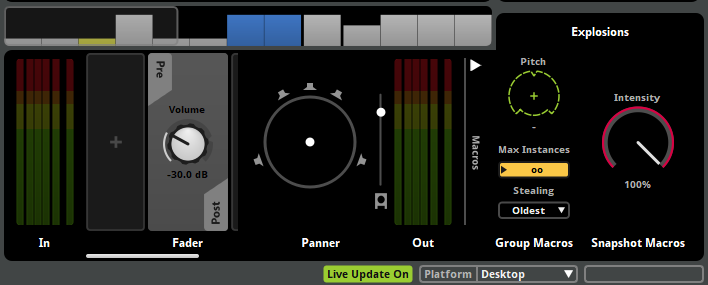 Explosions
Pitch
-
Max Instances
oo
Stealing
Oldest
Intensity
100%
Pre
Volume
-30.0 dB
Post
Macros
In
Fader
Panner
Out
Group Macros
Snapshot Macros
Live Update On
Platform Desktop